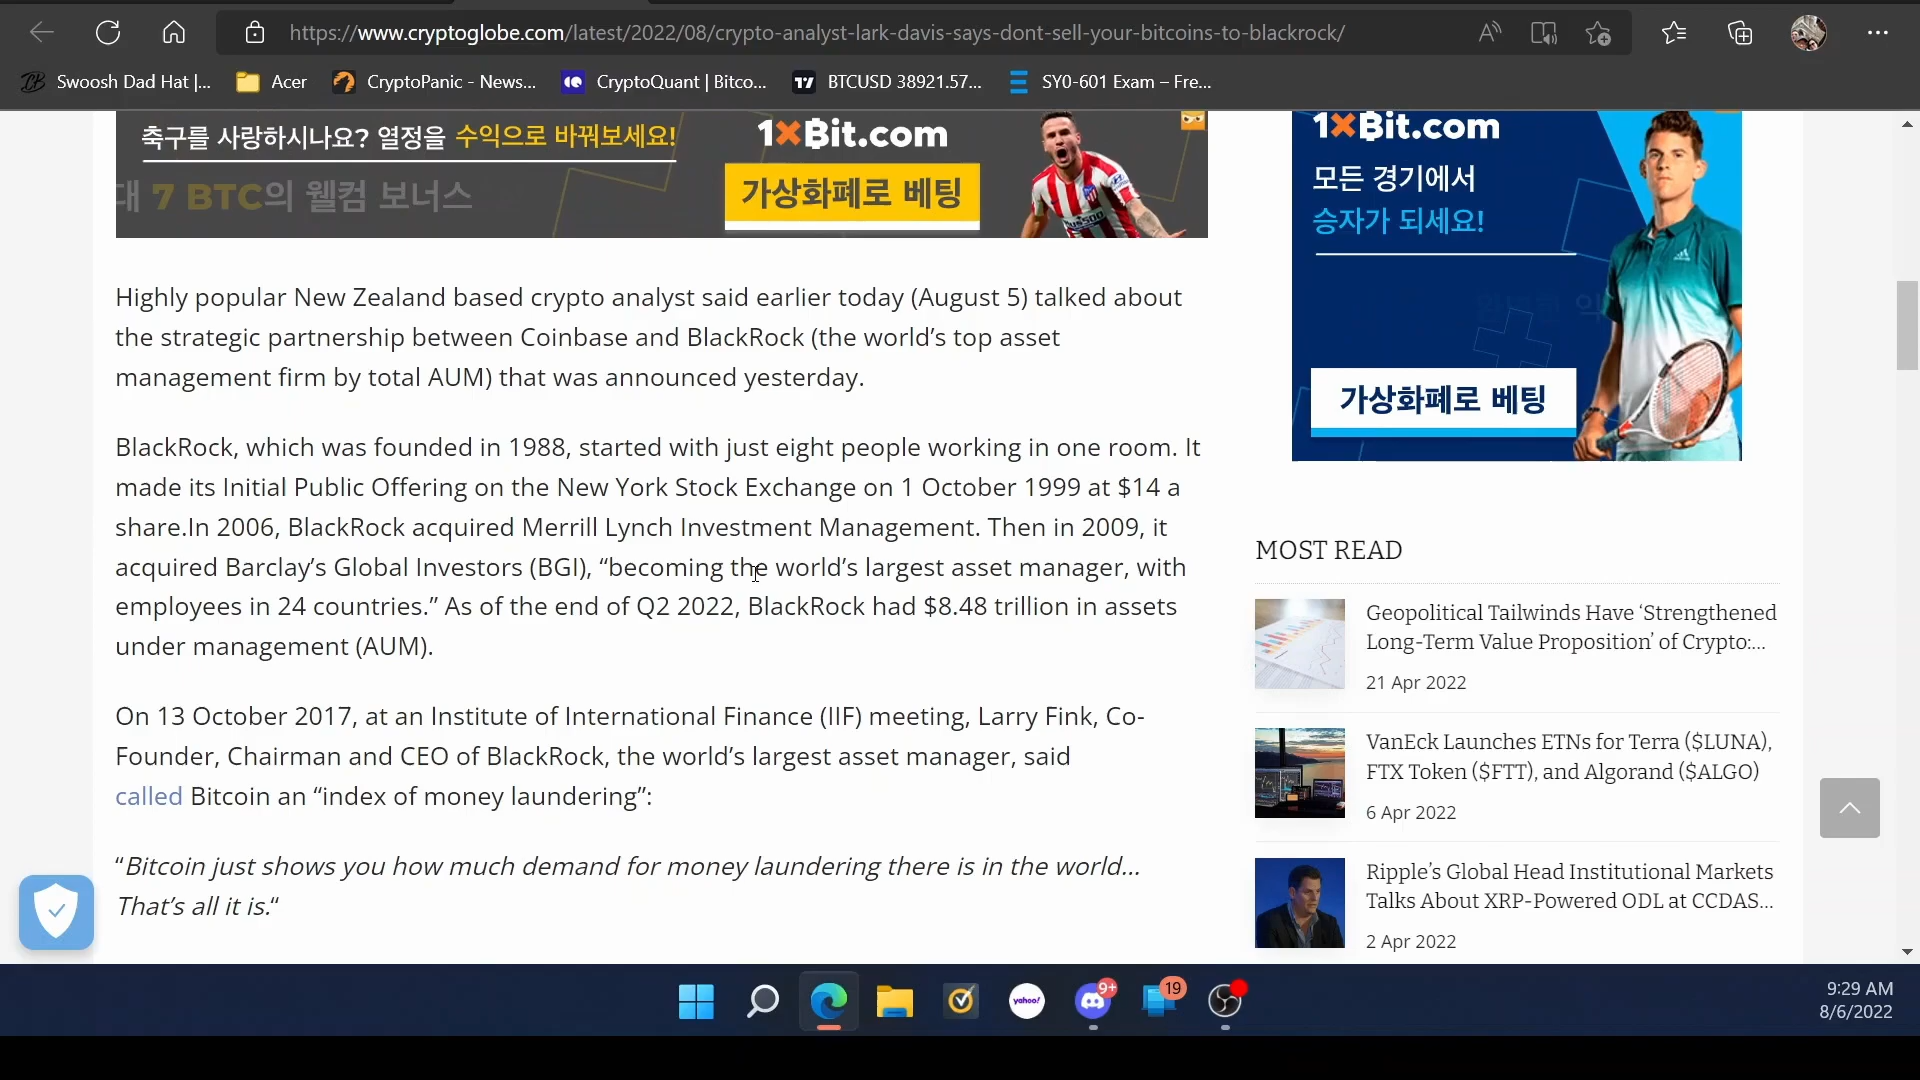 https://www.cryptoglobe.com/latest/2022/08/crypto-analyst-lark-davis-says-dont-sell-your-bitcoins-to-blackrock/
Swoosh Dad Hat |...
Acer
CryptoPanic - News...
CryptoQuant | Bitco...
BTCUSD 38921.57...
SY0-601 Exam – Fre...
축구를 사랑하시나요? 열정을 수익으로 바꿔보세요!
대 7 BTC의 웰컴 보너스
1XBit.com
가상화폐로 베팅
1XBit.com
모든 경기에서
승자가 되세요!
가상화폐로 베팅
Highly popular New Zealand based crypto analyst said earlier today (August 5) talked about
the strategic partnership between Coinbase and BlackRock (the world’s top asset
management firm by total AUM) that was announced yesterday.
BlackRock, which was founded in 1988, started with just eight people working in one room. It
made its Initial Public Offering on the New York Stock Exchange on 1 October 1999 at $14 a
share.In 2006, BlackRock acquired Merrill Lynch Investment Management. Then in 2009, it
acquired Barclay’s Global Investors (BGI), “becoming the world’s largest asset manager, with
employees in 24 countries.” As of the end of Q2 2022, BlackRock had $8.48 trillion in assets
under management (AUM).
On 13 October 2017, at an Institute of International Finance (IIF) meeting, Larry Fink, Co-
Founder, Chairman and CEO of BlackRock, the world’s largest asset manager, said
called Bitcoin an “index of money laundering”:
“Bitcoin just shows you how much demand for money laundering there is in the world…
That’s all it is.“
MOST READ
Geopolitical Tailwinds Have ‘Strengthened
Long-Term Value Proposition’ of Crypto:...
21 Apr 2022
VanEck Launches ETNs for Terra ($LUNA),
FTX Token ($FTT), and Algorand ($ALGO)
6 Apr 2022
Ripple’s Global Head Institutional Markets
Talks About XRP-Powered ODL at CCDAS...
2 Apr 2022
yahoo!
9+
19
9:29 AM
8/6/2022